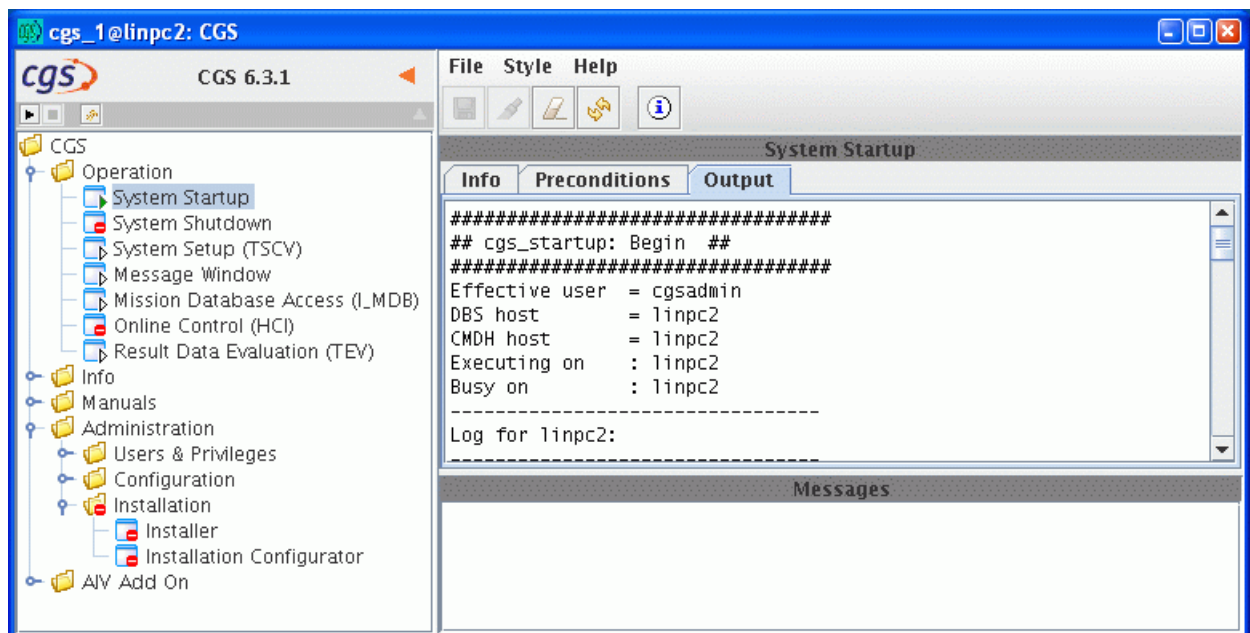 cgs_1@linpc2: CGS
cgs
CGS 6.3.1
CGS
Operation
System Startup
System Shutdown
System Setup (TSCV)
Message Window
Mission Database Access (I_MDB)
Online Control (HCI)
Result Data Evaluation (TEV)
Info
Manuals
Administration
Users & Privileges
Configuration
Installation
Installer
Installation Configurator
AIV Add On
File Style Help
System Startup
Info Preconditions Output
##################################
## cgs_startup: Begin ##
##################################
Effective user = cgsadmin
DBS host = linpc2
CMDH host = linpc2
Executing on : linpc2
Busy on : linpc2
---------------------------------
Log for linpc2:
---------------------------------
Messages